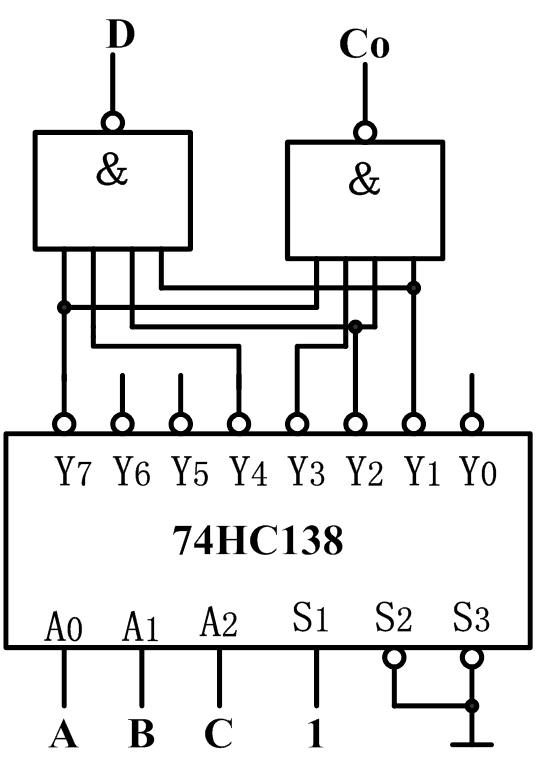 D Co
& &
Y7 Y6 Y5 Y4 Y3 Y2 Y1 Y0
74HC138
A0 A1 A2 S1 S2 S3
A B C 1